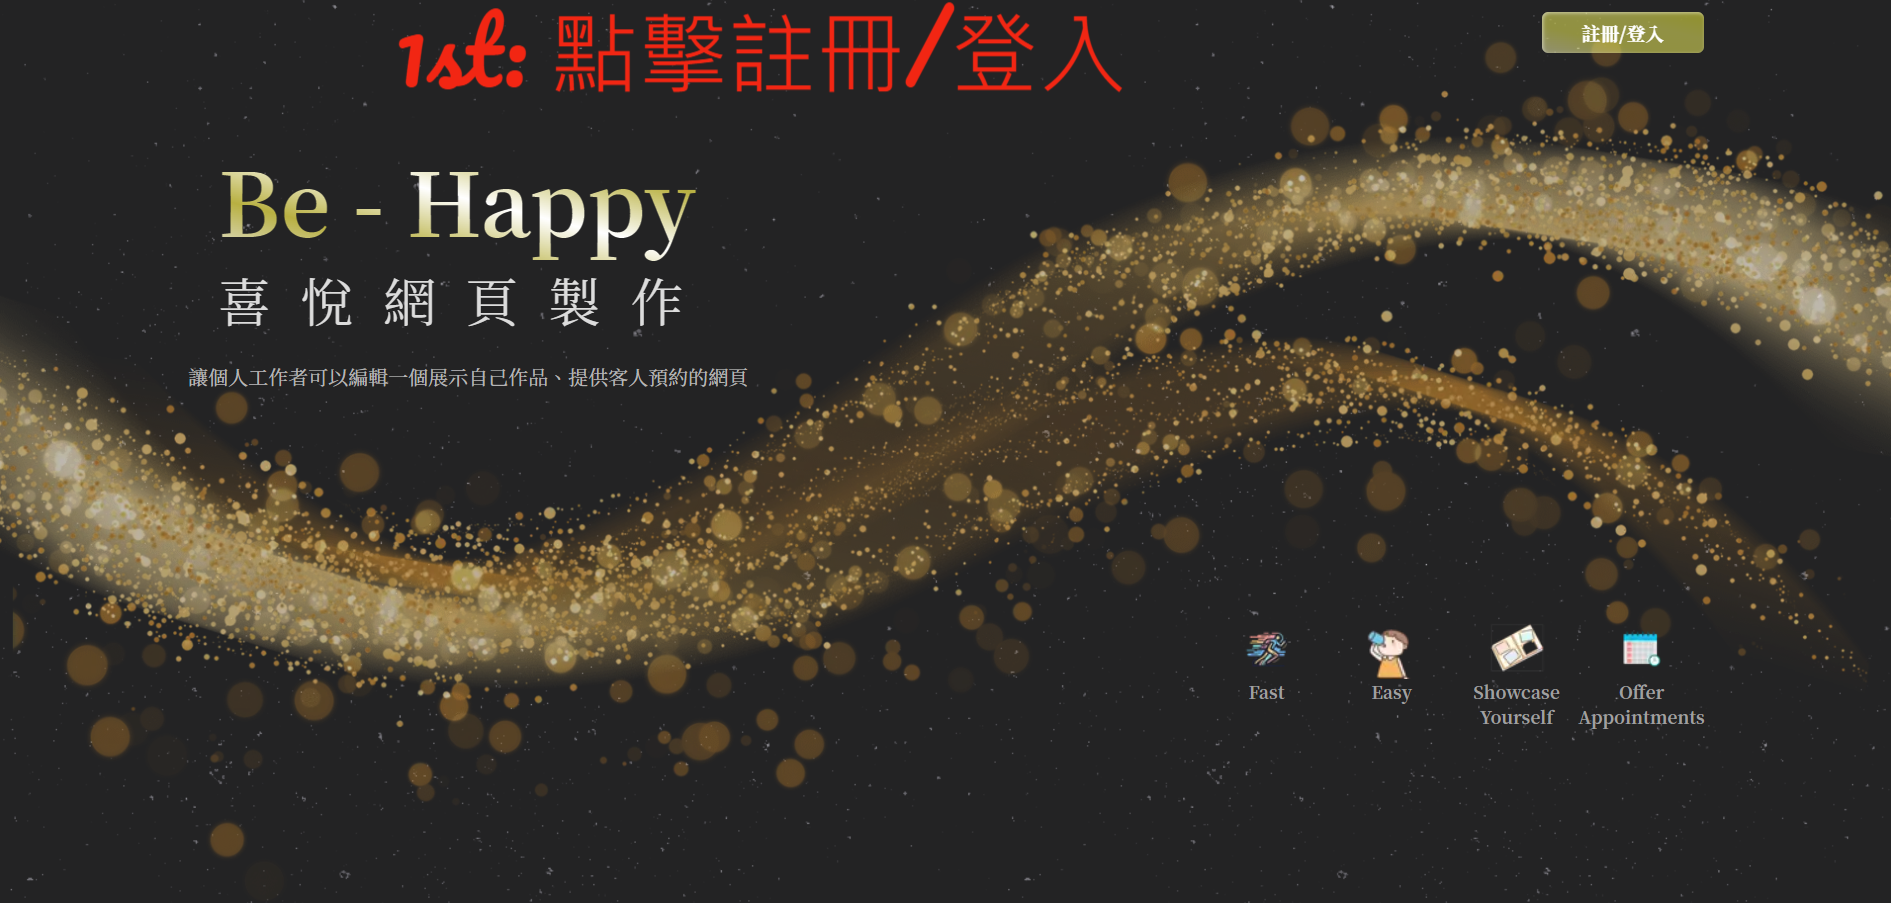 1st: 點擊註冊/登入
註冊/登入
Be - Happy
喜悅網頁製作
讓個人工作者可以編輯一個展示自己作品、提供客人預約的網頁
Fast
Easy
Showcase
Yourself
Offer
Appointments